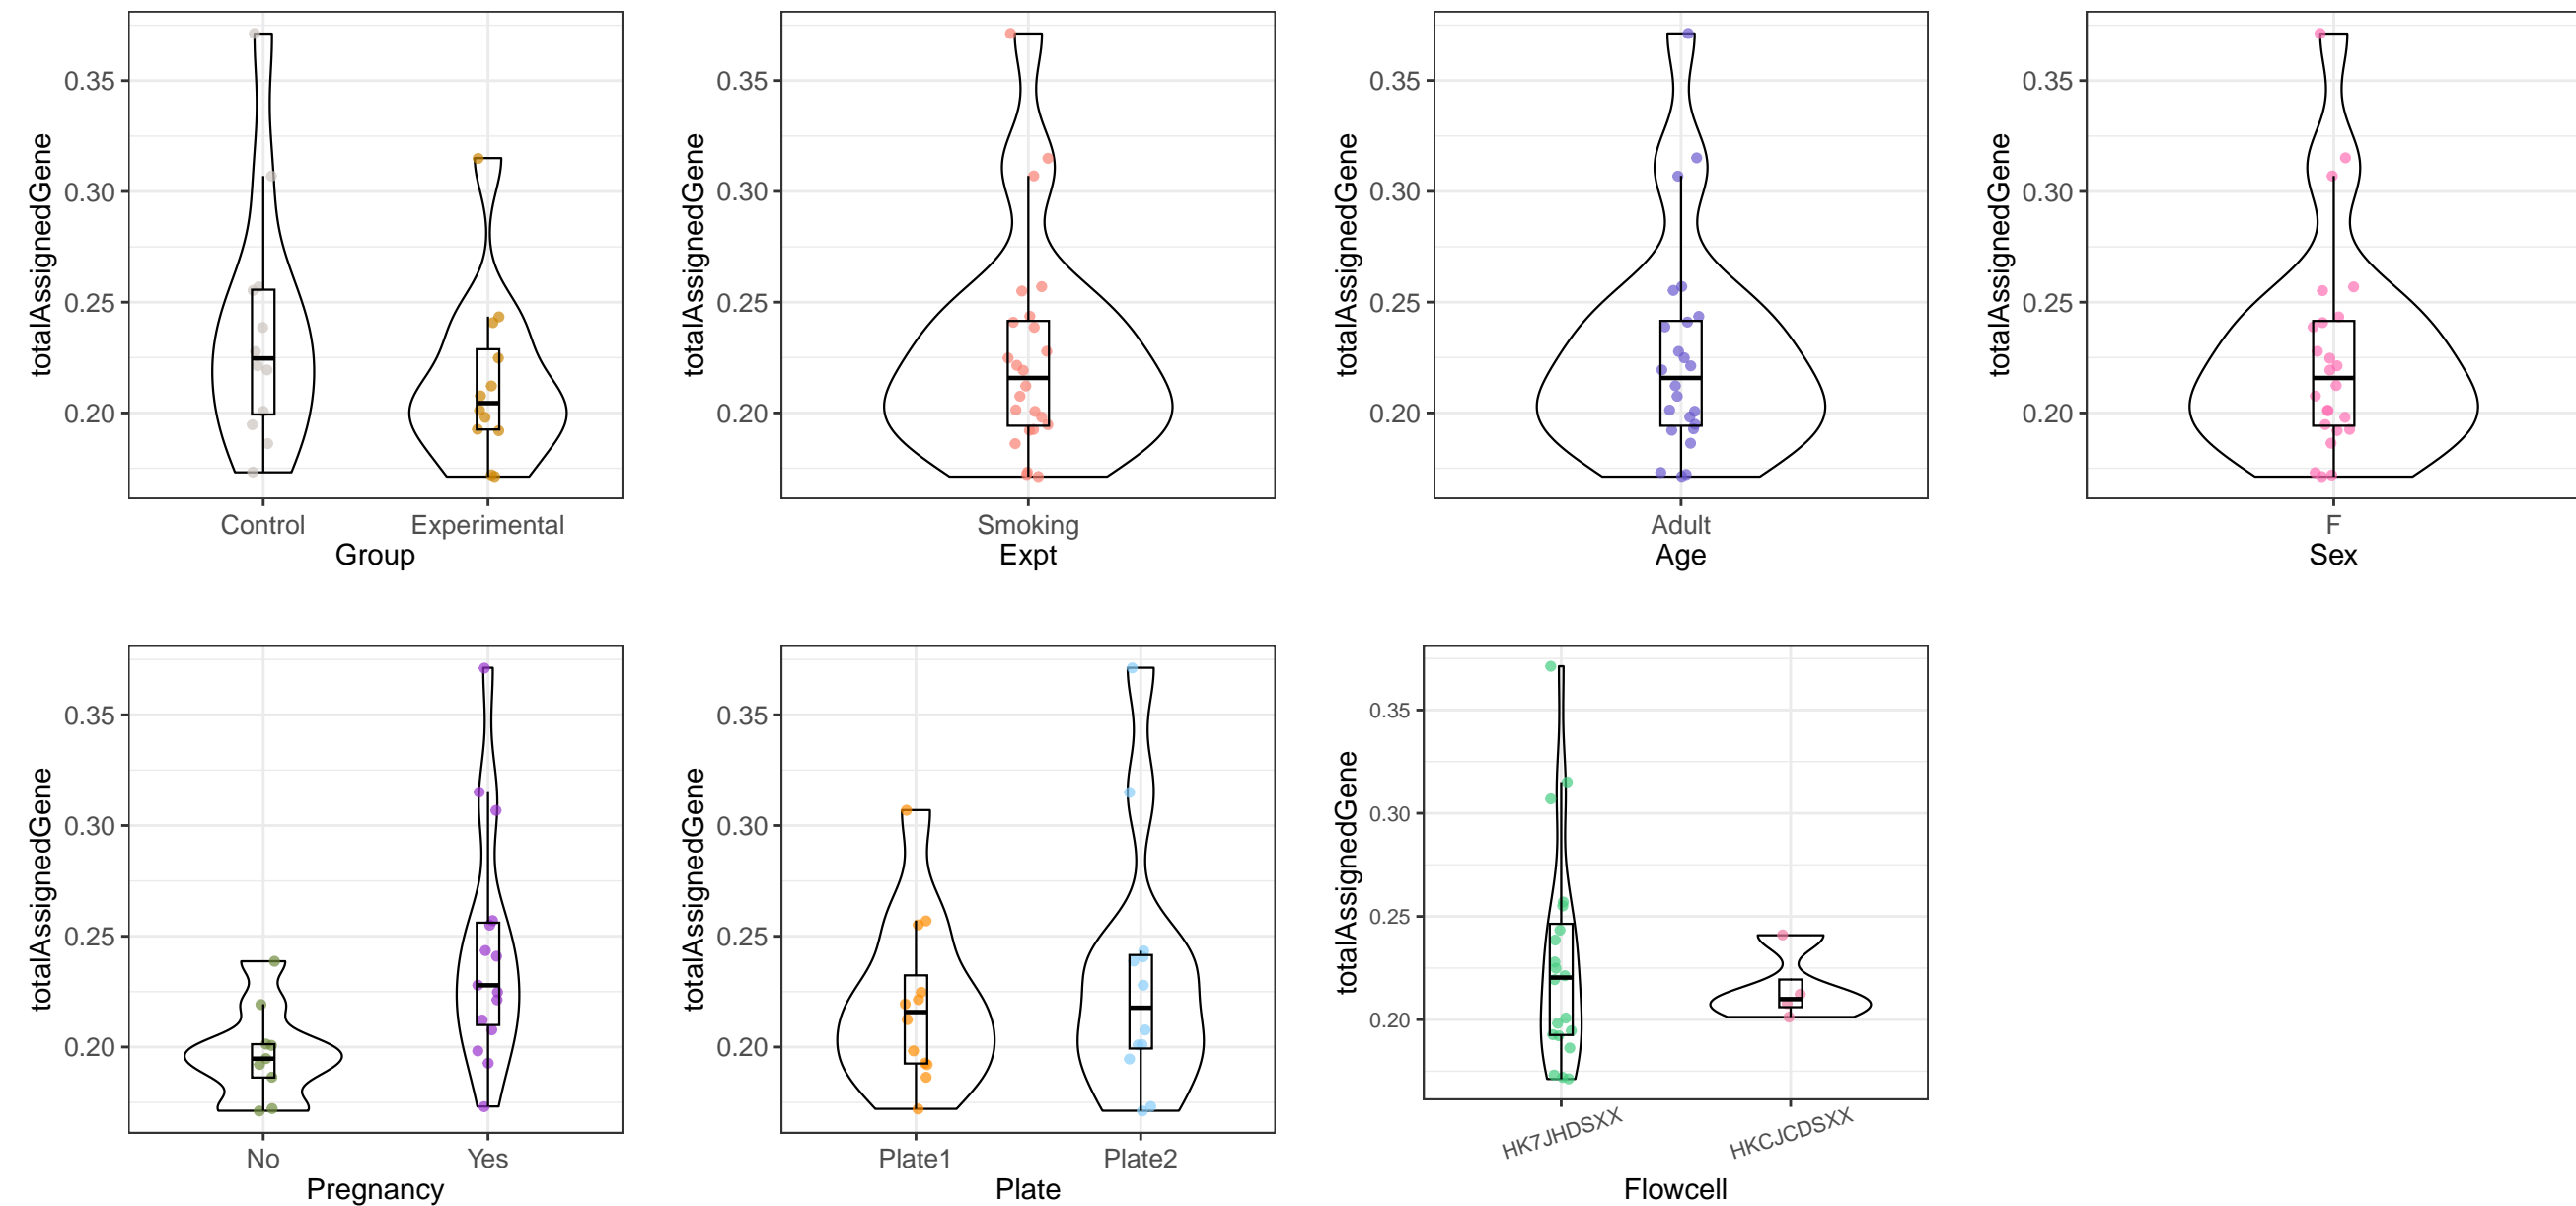 totalAssignedGene
0.35
0.30
0.25
0.20
Control
Experimental
Group
totalAssignedGene
0.35
0.30
0.25
0.20
Smoking
Expt
totalAssignedGene
0.35
0.30
0.25
0.20
Adult
Age
totalAssignedGene
0.35
0.30
0.25
0.20
F
Sex
totalAssignedGene
0.35
0.30
0.25
0.20
No
Yes
Pregnancy
totalAssignedGene
0.35
0.30
0.25
0.20
Plate1
Plate2
Plate
totalAssignedGene
0.35
0.30
0.25
0.20
HK7JHDSXX
HKCJCDSXX
Flowcell